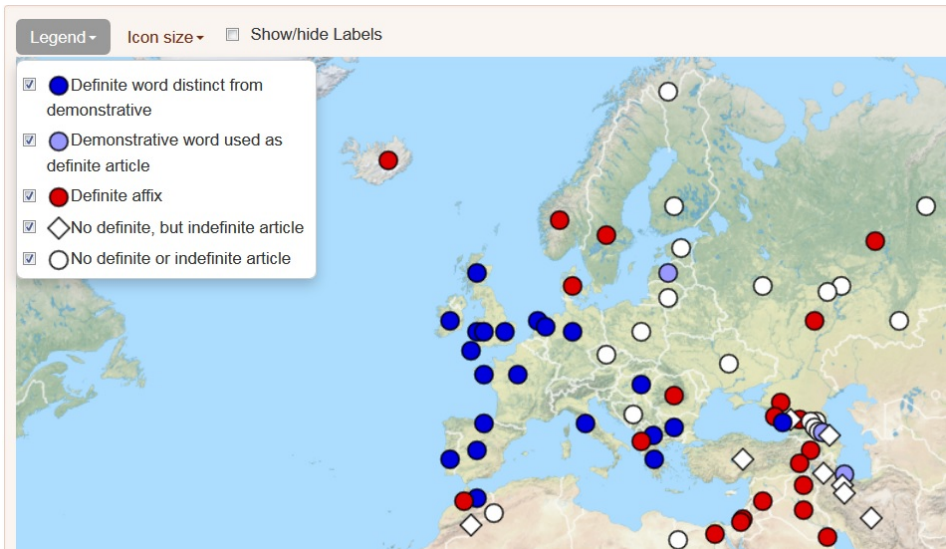 Legend
Icon size
Show/hide Labels
Definite word distinct from
demonstrative
Demonstrative word used as
definite article
Definite affix
No definite, but indefinite article
No definite or indefinite article